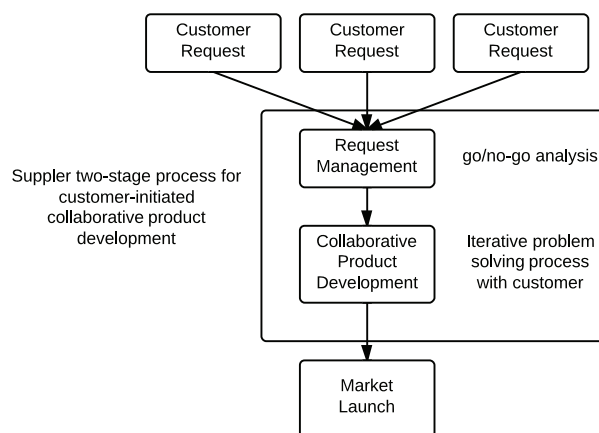 Customer
Request
Customer
Request
Customer
Request
Request
Management
go/no-go analysis
Suppler two-stage process for
customer-initiated
collaborative product
development
Collaborative
Product
Development
Iterative problem
solving process
with customer
Market
Launch